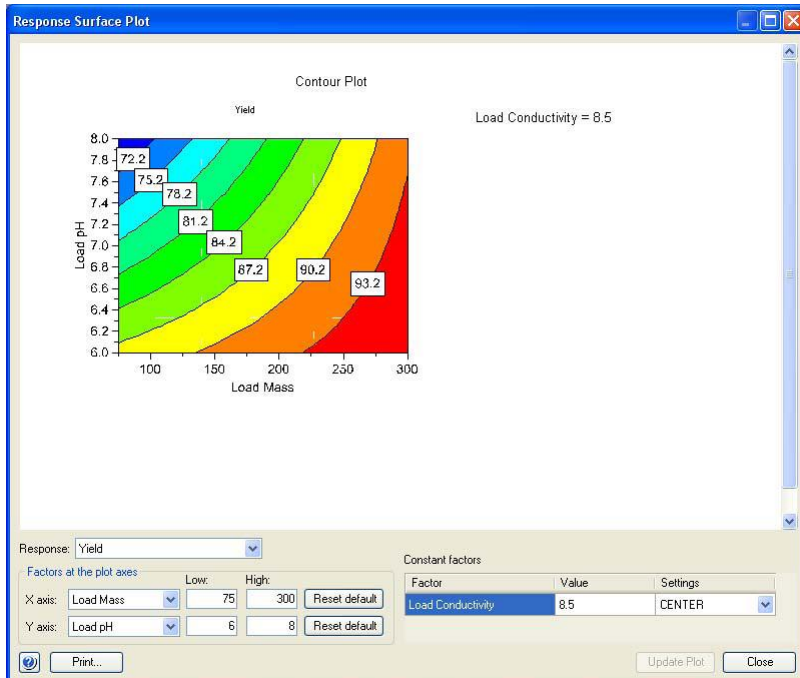 Response Surface Plot
Contour Plot
Yield
Load Conductivity = 8.5
8.0
7.8
7.6
7.4
7.2
7.0
6.8
6.6
6.4
6.2
6.0
Load pH
72.2
75.2
78.2
81.2
84.2
87.2
90.2
93.2
100
150
200
250
300
Load Mass
Response: Yield
Factors at the plot axes
Low:
High:
X axis: Load Mass 75 300 Reset default
Y axis: Load pH 6 8 Reset default
Constant factors
Factor Value Settings
Load Conductivity 8.5 CENTER
? Print...
Update Plot Close